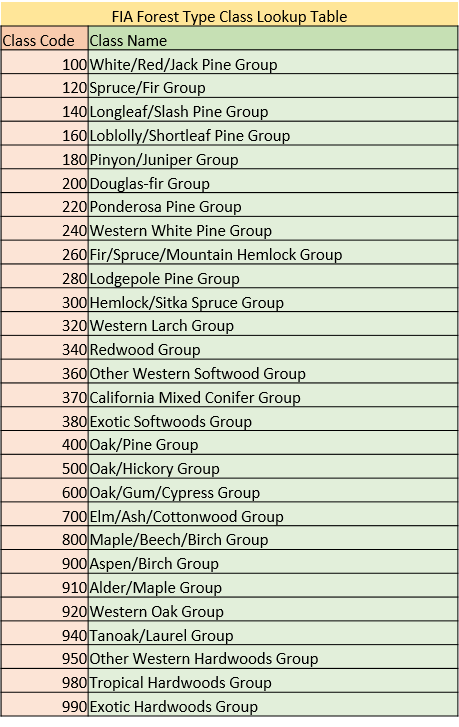 FIA Forest Type Class Lookup Table
Class Code Class Name
100 White/Red/Jack Pine Group
120 Spruce/Fir Group
140 Longleaf/Slash Pine Group
160 Loblolly/Shortleaf Pine Group
180 Pinyon/Juniper Group
200 Douglas-fir Group
220 Ponderosa Pine Group
240 Western White Pine Group
260 Fir/Spruce/Mountain Hemlock Group
280 Lodgepole Pine Group
300 Hemlock/Sitka Spruce Group
320 Western Larch Group
340 Redwood Group
360 Other Western Softwood Group
370 California Mixed Conifer Group
380 Exotic Softwoods Group
400 Oak/Pine Group
500 Oak/Hickory Group
600 Oak/Gum/Cypress Group
700 Elm/Ash/Cottonwood Group
800 Maple/Beech/Birch Group
900 Aspen/Birch Group
910 Alder/Maple Group
920 Western Oak Group
940 Tanoak/Laurel Group
950 Other Western Hardwoods Group
980 Tropical Hardwoods Group
990 Exotic Hardwoods Group